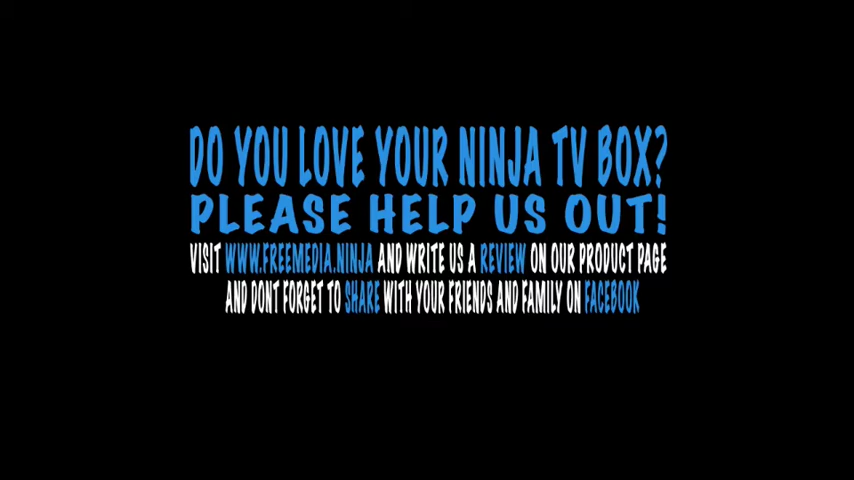 DO YOU LOVE YOUR NINJA TV BOX?
PLEASE HELP US OUT!
VISIT WWW.FREEMEDIA.NINJA AND WRITE US A REVIEW ON OUR PRODUCT PAGE
AND DONT FORGET TO SHARE WITH YOUR FRIENDS AND FAMILY ON FACEBOOK